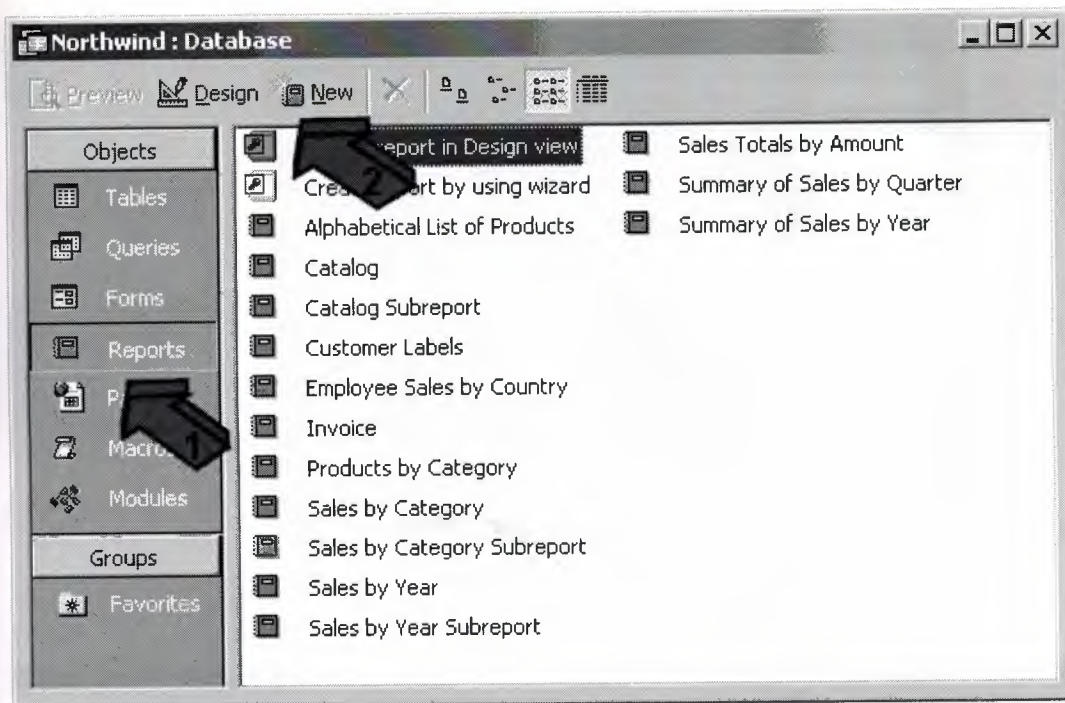 Northwind : Database
Preview Design New
Objects
Tables
Queries
Forms
Reports
Macros
Modules
Groups
Favorites
report in Design view
by using wizard
Alphabetical List of Products
Catalog
Catalog Subreport
Customer Labels
Employee Sales by Country
Invoice
Products by Category
Sales by Category
Sales by Category Subreport
Sales by Year
Sales by Year Subreport
Sales Totals by Amount
Summary of Sales by Quarter
Summary of Sales by Year
1
2